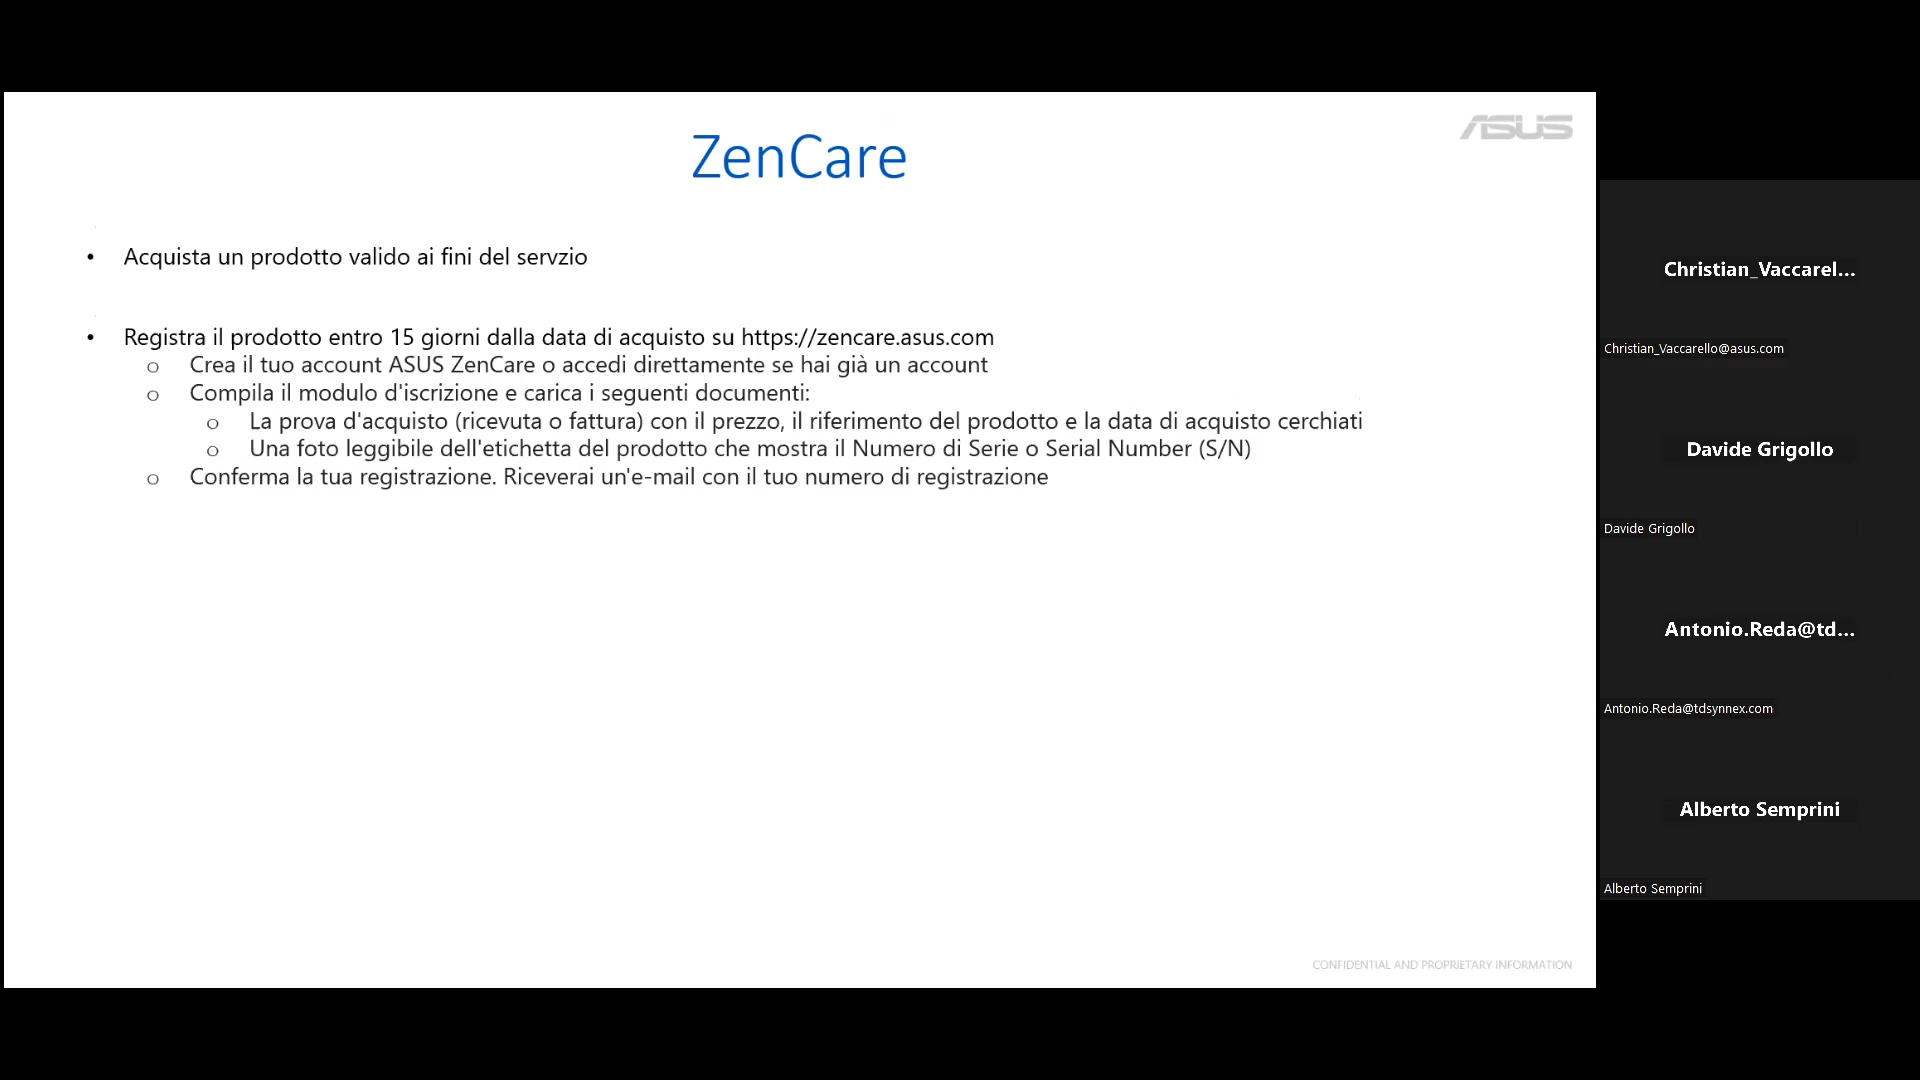 ASUS
ZenCare
• Acquista un prodotto valido ai fini del servzio
• Registra il prodotto entro 15 giorni dalla data di acquisto su https://zencare.asus.com
o Crea il tuo account ASUS ZenCare o accedi direttamente se hai già un account
o Compila il modulo d'iscrizione e carica i seguenti documenti:
o La prova d'acquisto (ricevuta o fattura) con il prezzo, il riferimento del prodotto e la data di acquisto cerchiati
o Una foto leggibile dell'etichetta del prodotto che mostra il Numero di Serie o Serial Number (S/N)
o Conferma la tua registrazione. Riceverai un'e-mail con il tuo numero di registrazione
CONFIDENTIAL AND PROPRIETARY INFORMATION
Christian_Vaccarel...
Christian_Vaccarello@asus.com
Davide Grigollo
Davide Grigollo
Antonio.Reda@td...
Antonio.Reda@tdsynnex.com
Alberto Semprini
Alberto Semprini